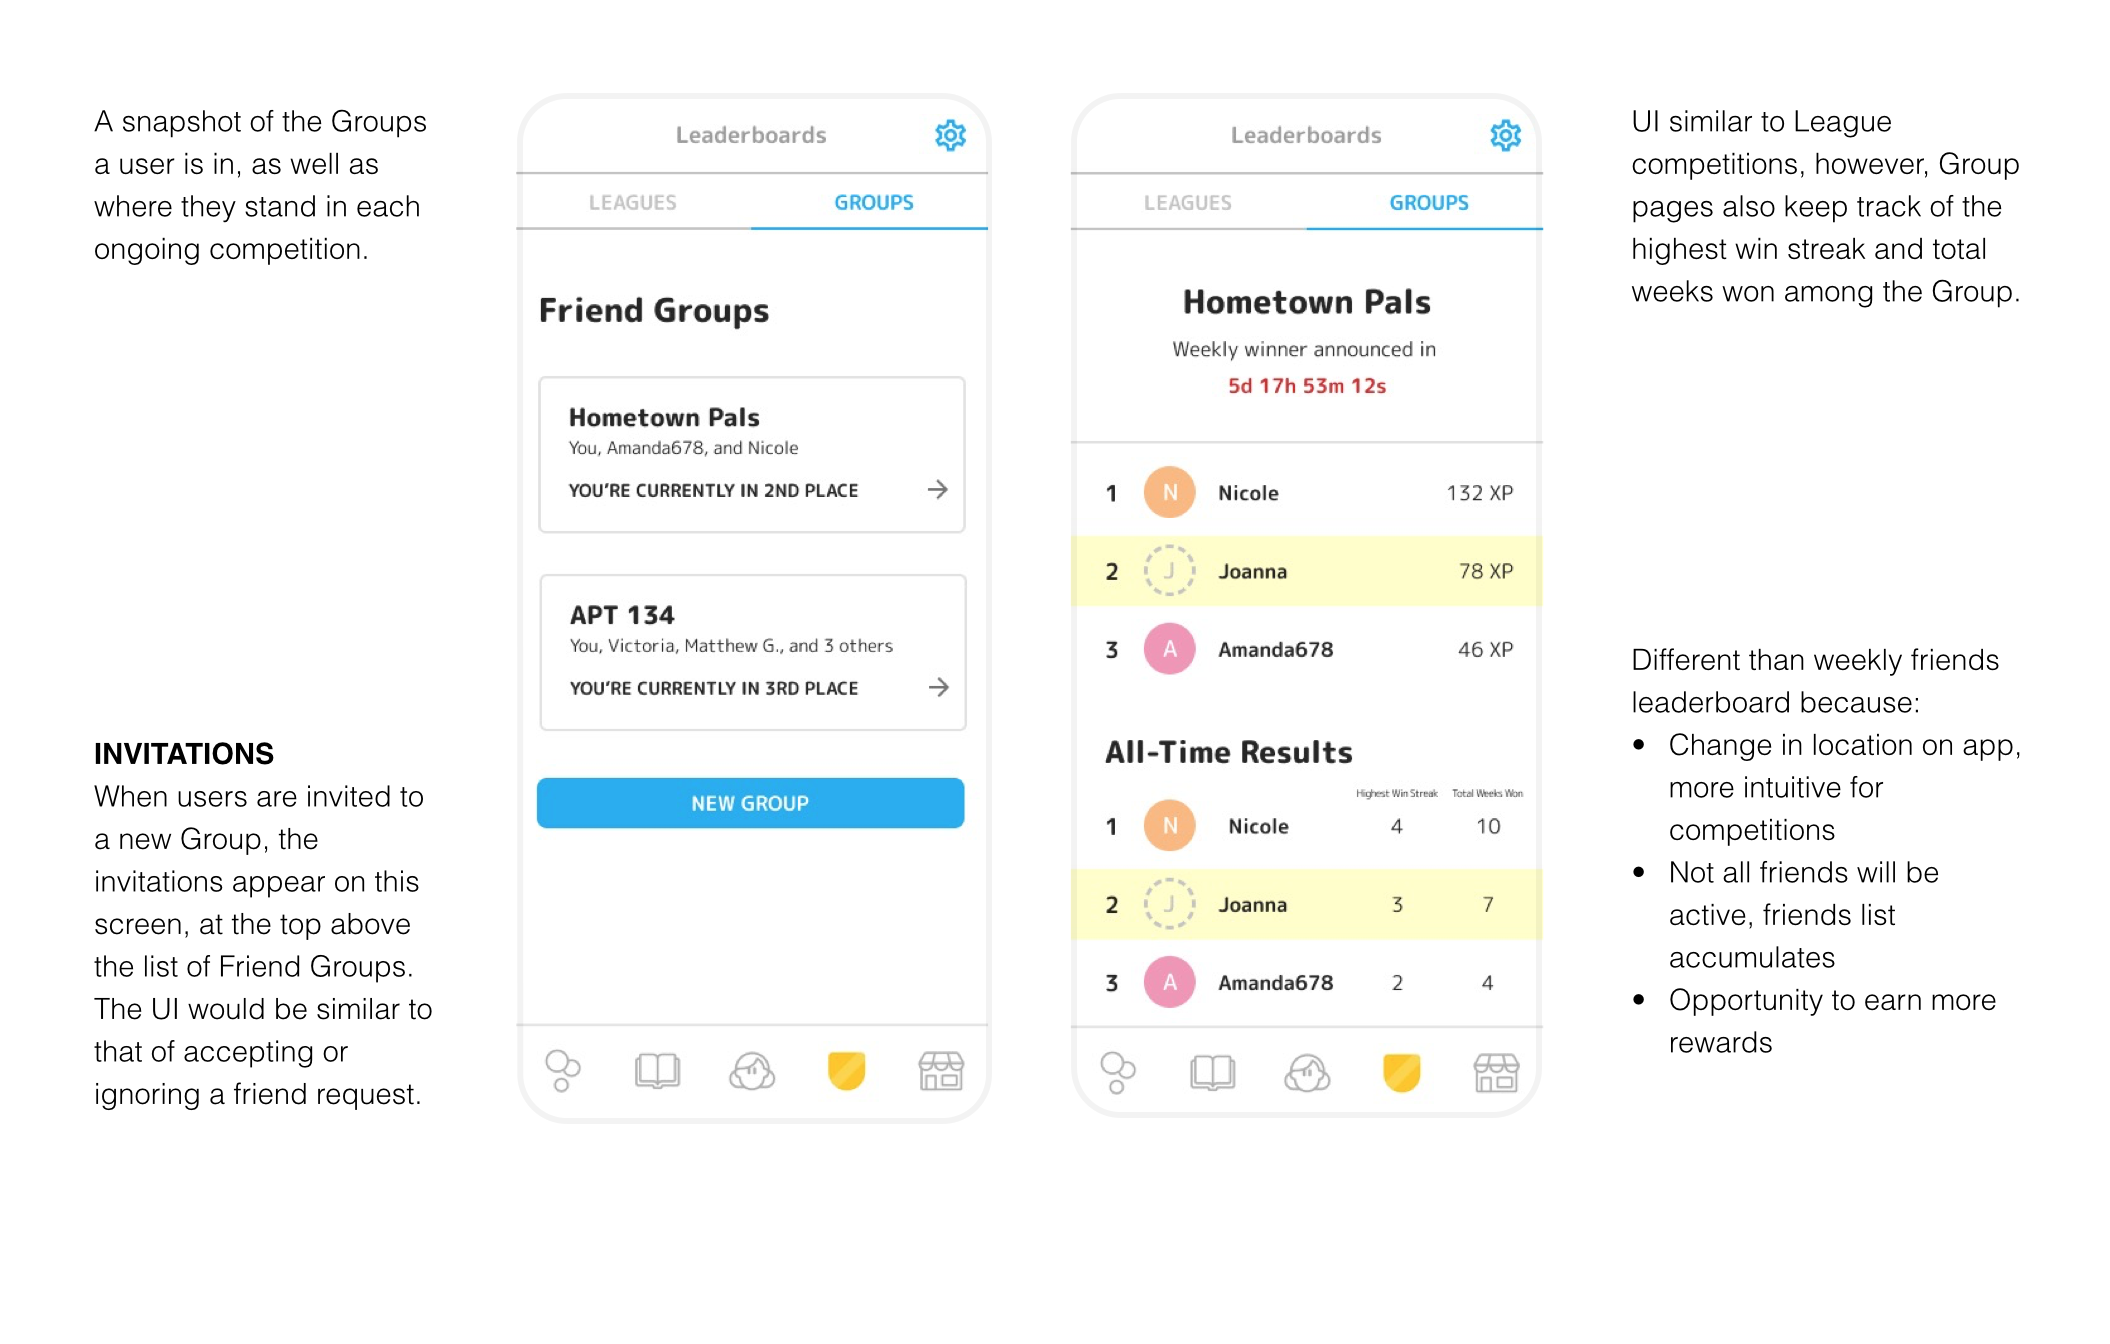 A snapshot of the Groups
a user is in, as well as
where they stand in each
ongoing competition.
INVITATIONS
When users are invited to
a new Group, the
invitations appear on this
screen, at the top above
the list of Friend Groups.
The UI would be similar to
that of accepting or
ignoring a friend request.
Leaderboards
LEAGUES GROUPS
Friend Groups
Hometown Pals
You, Amanda678, and Nicole
YOU'RE CURRENTLY IN 2ND PLACE
APT 134
You, Victoria, Matthew G., and 3 others
YOU'RE CURRENTLY IN 3RD PLACE
NEW GROUP
Leaderboards
LEAGUES GROUPS
Hometown Pals
Weekly winner announced in
5d 17h 53m 12s
1 N Nicole 132 XP
2 J Joanna 78 XP
3 A Amanda678 46 XP
All-Time Results
Highest Win Streak Total Weeks Won
1 N Nicole 4 10
2 J Joanna 3 7
3 A Amanda678 2 4
UI similar to League
competitions, however, Group
pages also keep track of the
highest win streak and total
weeks won among the Group.
Different than weekly friends
leaderboard because:
• Change in location on app,
more intuitive for
competitions
• Not all friends will be
active, friends list
accumulates
• Opportunity to earn more
rewards